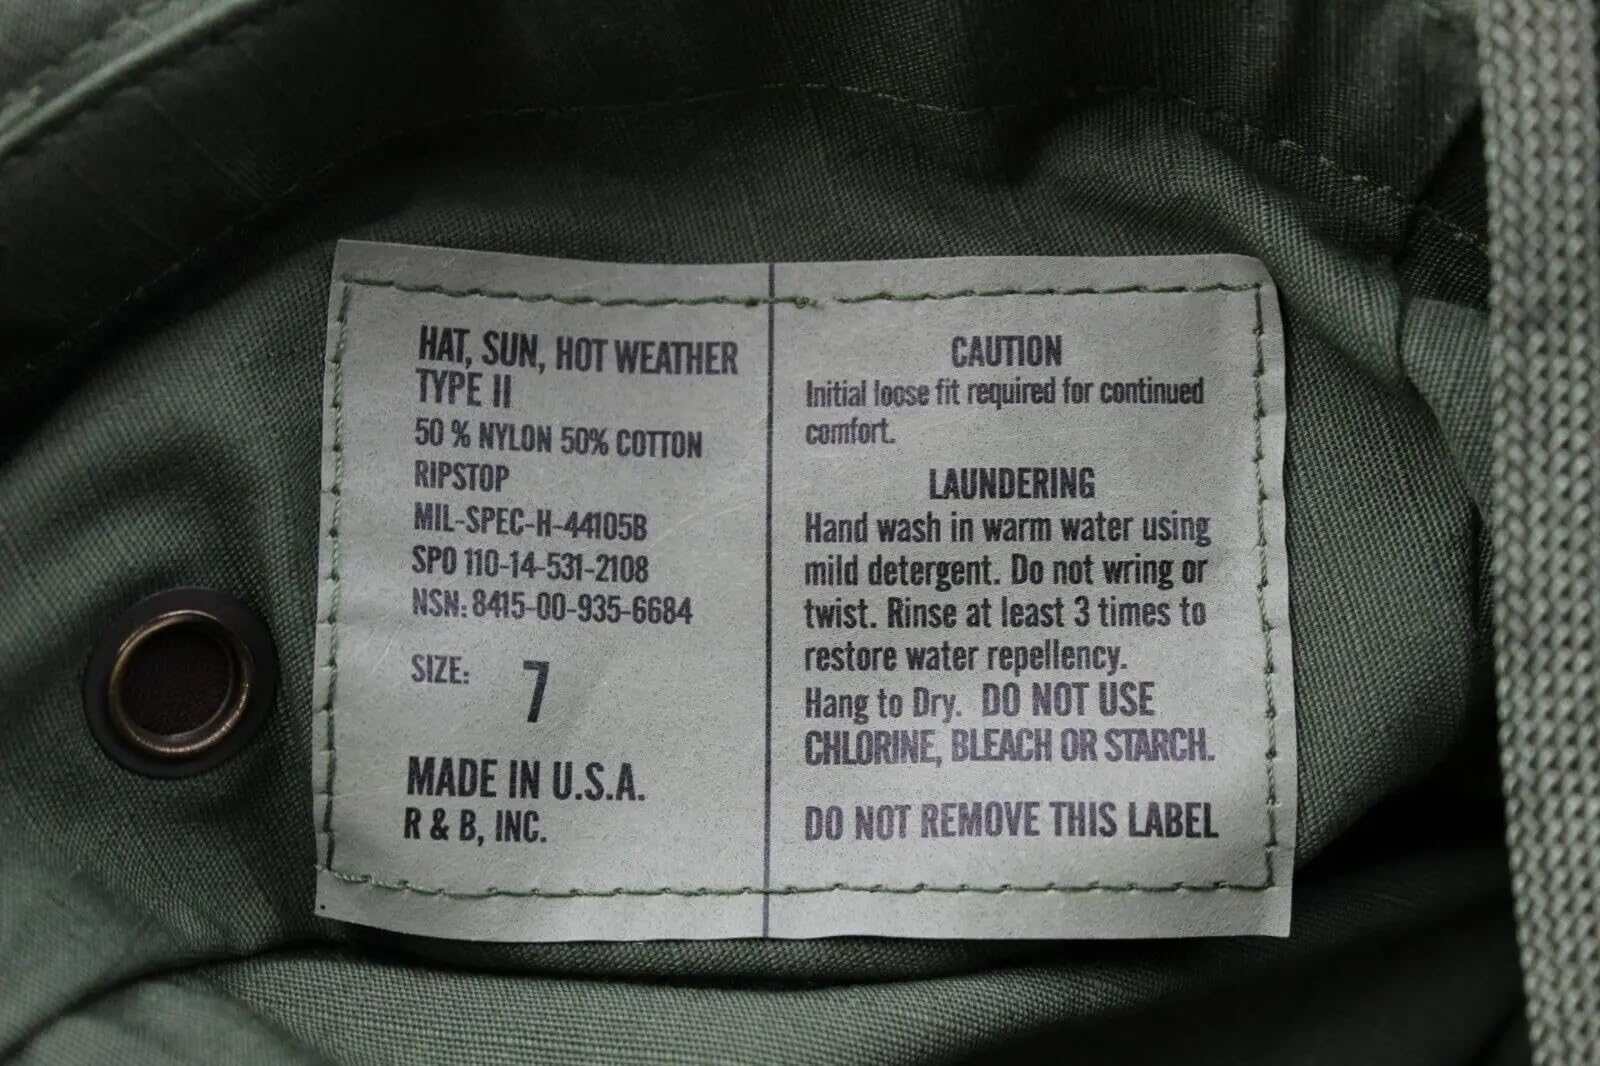 HAT, SUN, HOT WEATHER
TYPE II
50 % NYLON 50% COTTON
RIPSTOP
MIL-SPEC-H-44105B
SPO 110-14-531-2108
NSN: 8415-00-935-6684
SIZE: 7
MADE IN U.S.A.
R & B, INC.
CAUTION
Initial loose fit required for continued
comfort.
LAUNDERING
Hand wash in warm water using
mild detergent. Do not wring or
twist. Rinse at least 3 times to
restore water repellency.
Hang to Dry. DO NOT USE
CHLORINE, BLEACH OR STARCH.
DO NOT REMOVE THIS LABEL